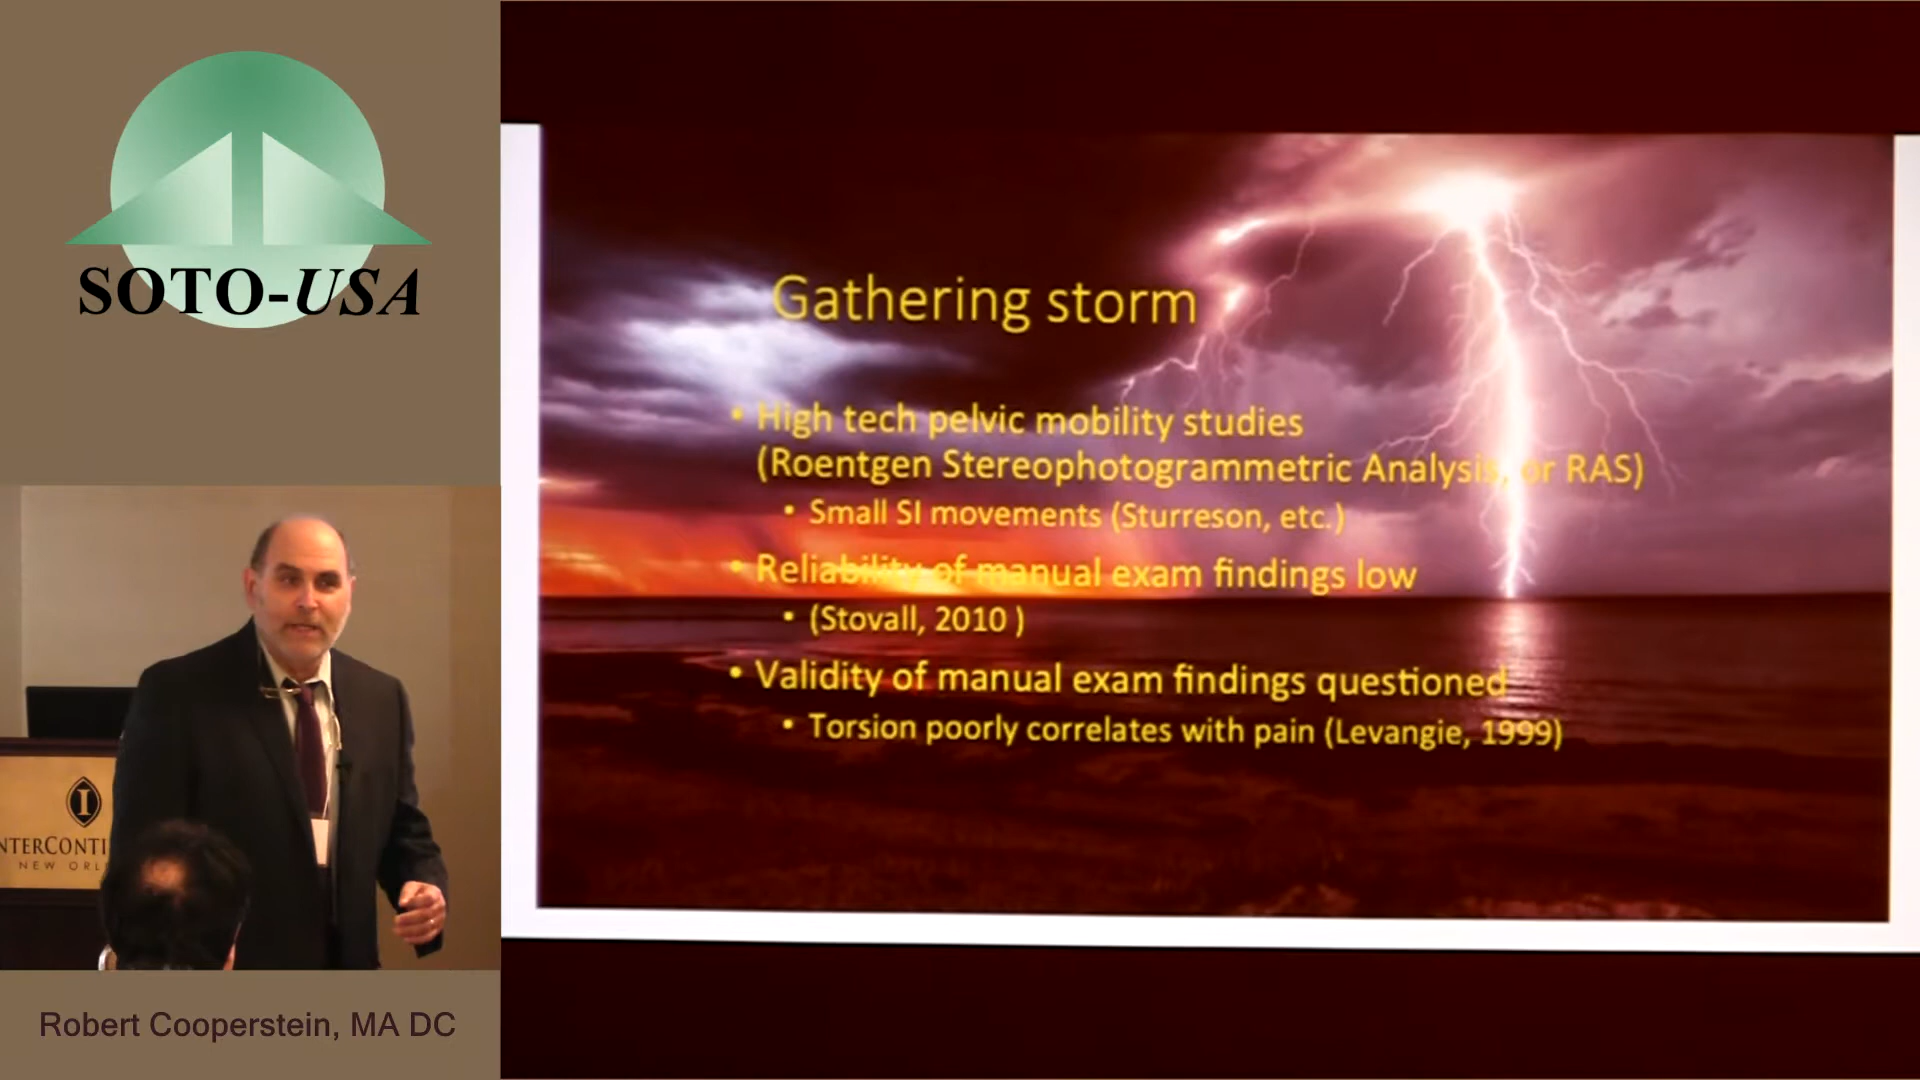 SOTO-USA
Gathering storm
• High tech pelvic mobility studies
(Roentgen Stereophotogrammetric Analysis, or RAS)
• Small SI movements (Sturreson, etc.)
• Reliability of manual exam findings low
• (Stovall, 2010 )
• Validity of manual exam findings questioned
• Torsion poorly correlates with pain (Levangie, 1999)
I
NTERCONTI
NEW ORL
Robert Cooperstein, MA DC